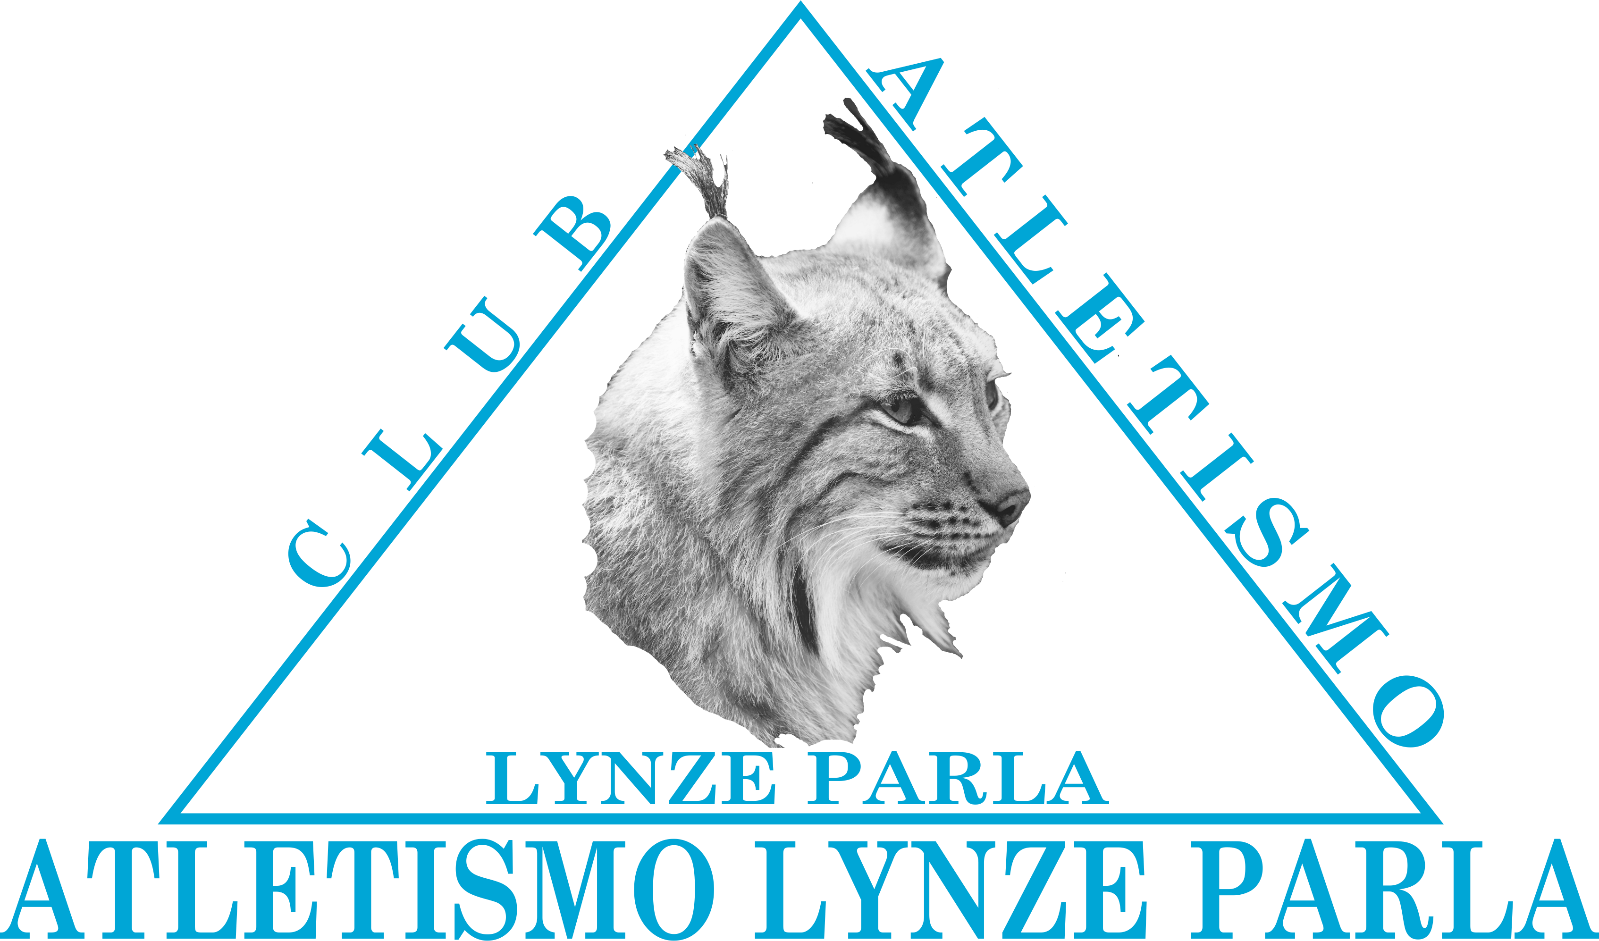 CLUB
ATLETISMO
LYNZE PARLA
ATLETISMO LYNZE PARLA